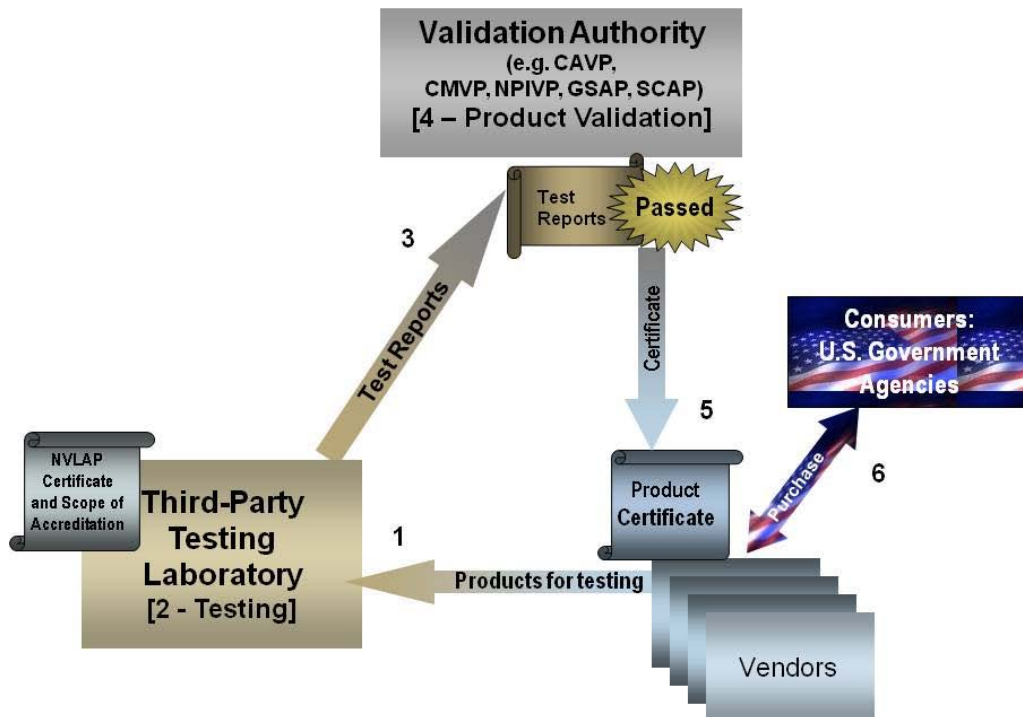 Validation Authority
(e.g. CAVP,
CMVP, NPIVP, GSAP, SCAP)
[4 – Product Validation]
Test
Reports
Passed
3
Test Reports
Certificate
Consumers:
U.S. Government
Agencies
5
6
Purchase
NVLAP
Certificate
and Scope of
Accreditation
Third-Party
Testing
Laboratory
[2 - Testing]
Product
Certificate
1
Products for testing
Vendors